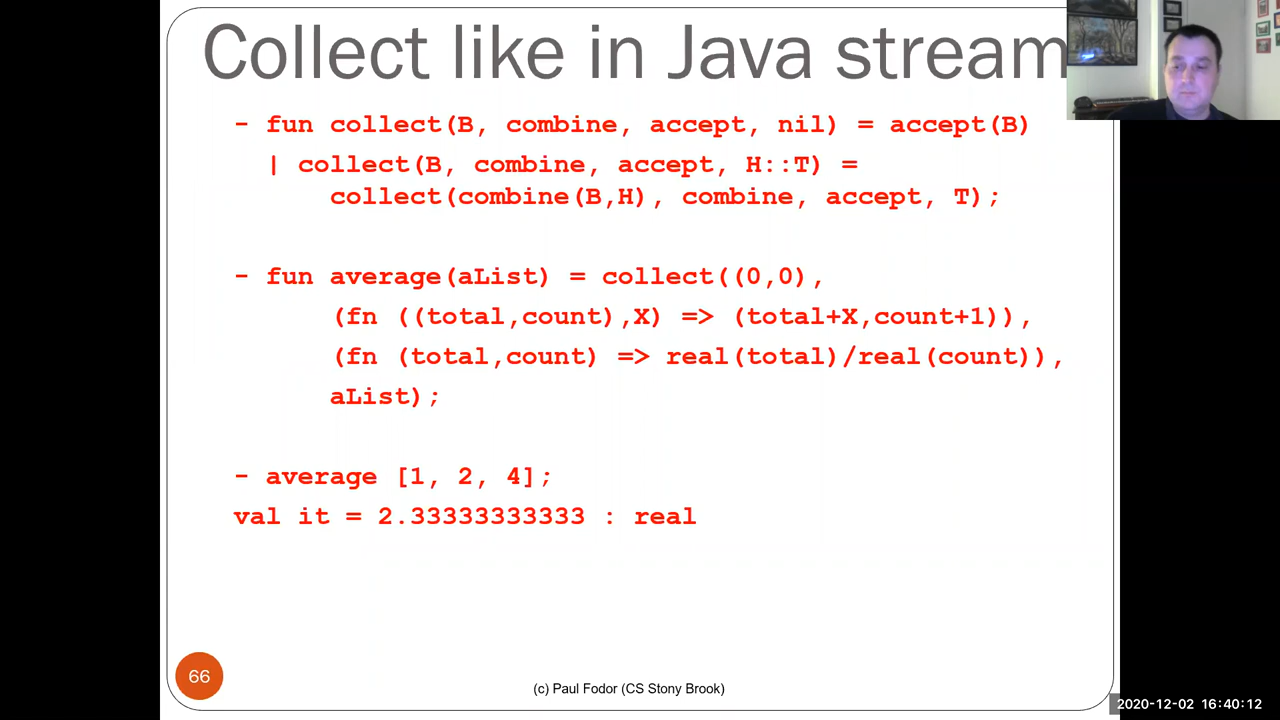 Collect like in Java stream
- fun collect(B, combine, accept, nil) = accept(B)
| collect(B, combine, accept, H::T) =
collect(combine(B,H), combine, accept, T);
- fun average(aList) = collect((0,0),
(fn ((total,count),X) => (total+X,count+1)),
(fn (total,count) => real(total)/real(count)),
aList);
- average [1, 2, 4];
val it = 2.33333333333 : real
66
(c) Paul Fodor (CS Stony Brook)
2020-12-02 16:40:12